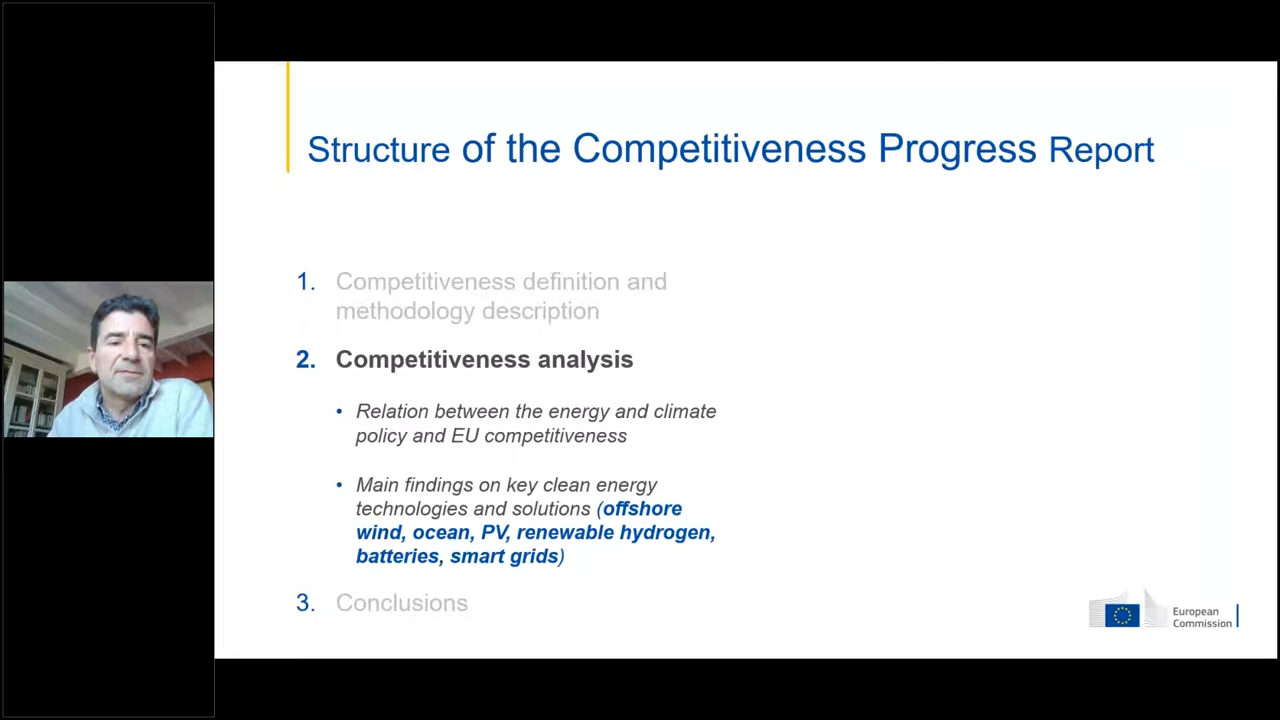 Structure of the Competitiveness Progress Report
1. Competitiveness definition and
methodology description
2. Competitiveness analysis
• Relation between the energy and climate
policy and EU competitiveness
• Main findings on key clean energy
technologies and solutions (offshore
wind, ocean, PV, renewable hydrogen,
batteries, smart grids)
3. Conclusions
European
Commission